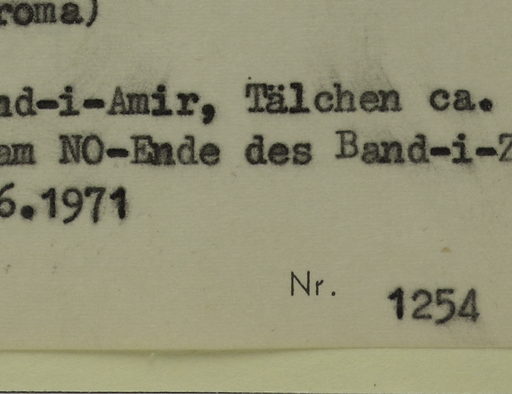 roma)
nd-i-Amir, Tälchen ca.
am NO-Ende des Band-i-Z
6.1971
Nr. 1254